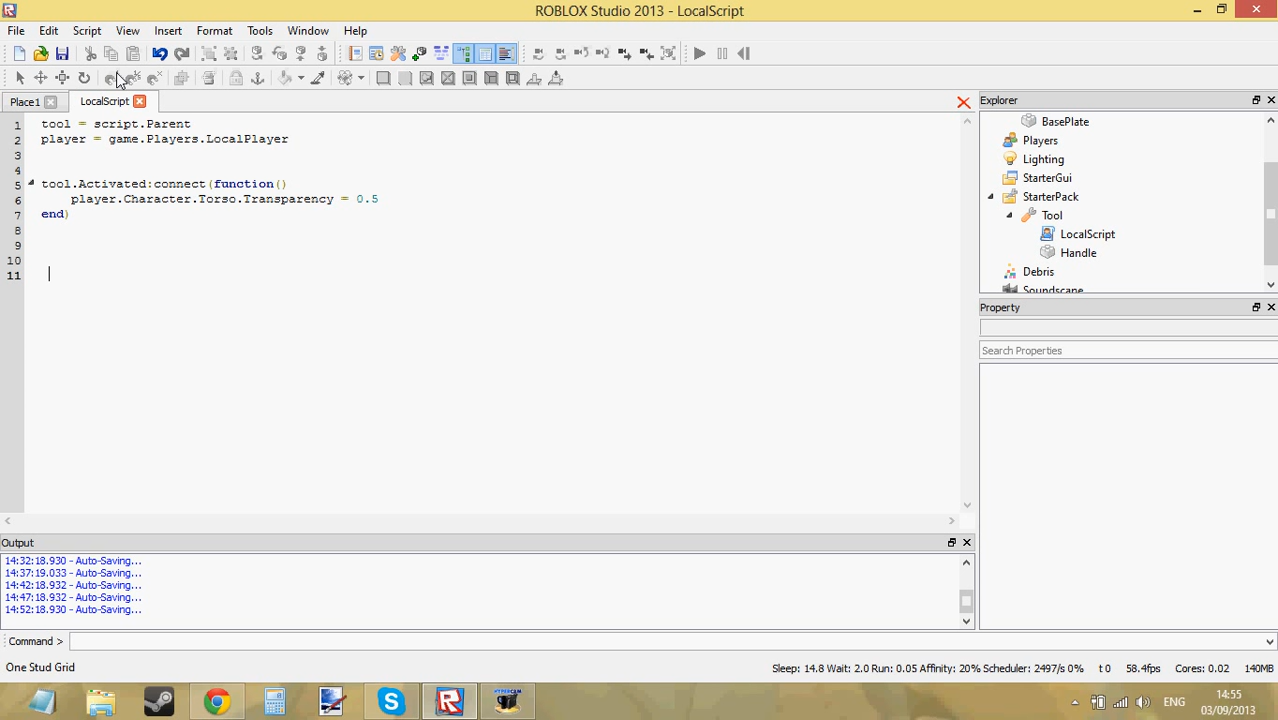 ROBLOX Studio 2013 - LocalScript
File Edit Script View Insert Format Tools Window Help
Place1 LocalScript
1 tool = script.Parent
2 player = game.Players.LocalPlayer
3
4
5 tool.Activated:connect(function()
6 player.Character.Torso.Transparency = 0.5
7 end)
8
9
10
11
Explorer
BasePlate
Players
Lighting
StarterGui
StarterPack
Tool
LocalScript
Handle
Debris
Soundscape
Property
Search Properties
Output
14:32:18.930 - Auto-Saving...
14:37:19.033 - Auto-Saving...
14:42:18.932 - Auto-Saving...
14:47:18.932 - Auto-Saving...
14:52:18.930 - Auto-Saving...
Command >
One Stud Grid
Sleep: 14.8 Wait: 2.0 Run: 0.05 Affinity: 20% Scheduler: 2497/s 0% t 0 58.4fps Cores: 0.02 140MB
ENG
14:55
03/09/2013